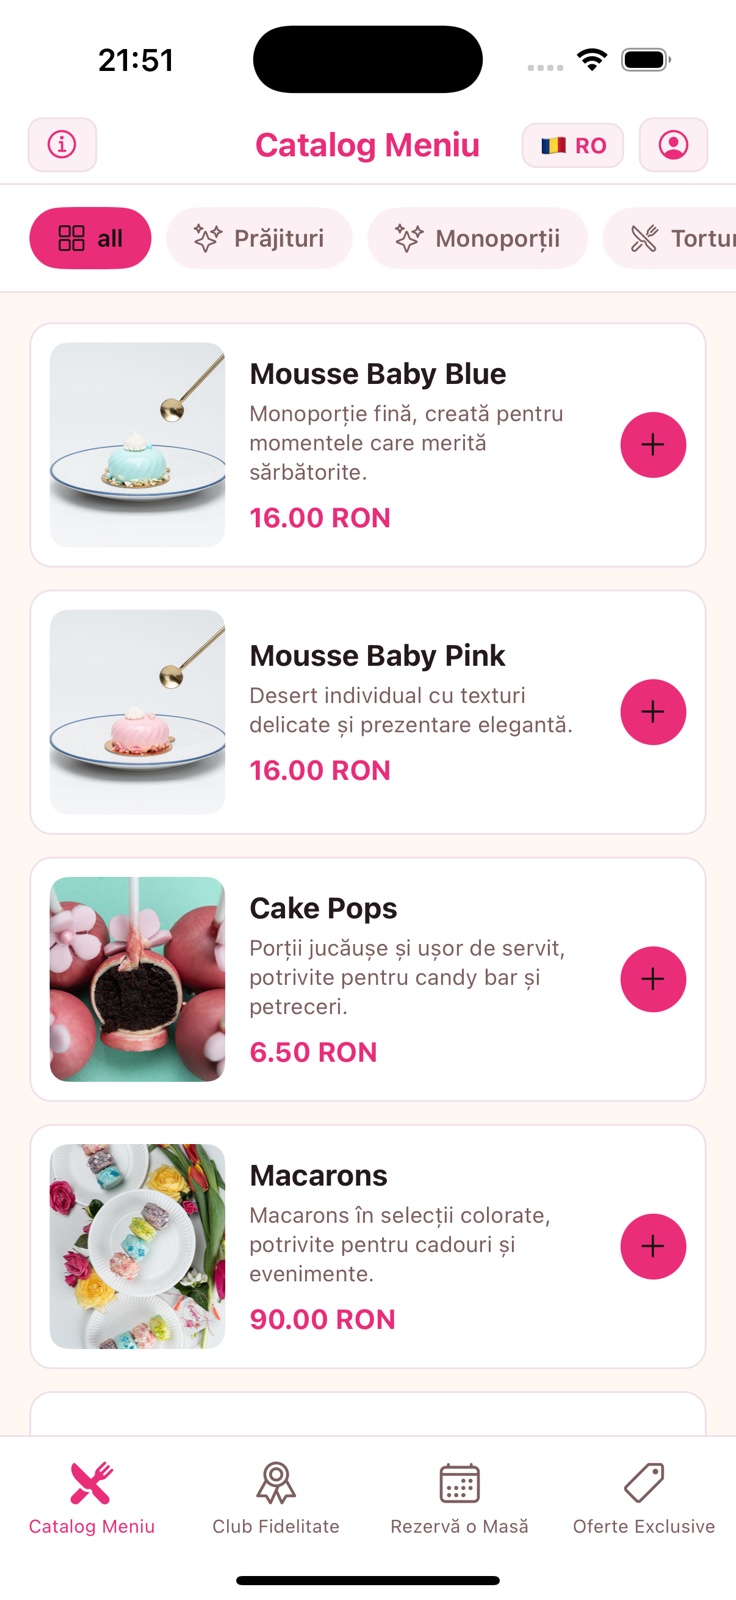 21:51
Catalog Meniu
🇷🇴 RO
all
Prăjituri
Monoporții
Mousse Baby Blue
Monoporție fină, creată pentru
momentele care merită
sărbătorite.
16.00 RON
Mousse Baby Pink
Desert individual cu texturi
delicate și prezentare elegantă.
16.00 RON
Cake Pops
Porții jucăușe și ușor de servit,
potrivite pentru candy bar și
petreceri.
6.50 RON
Macarons
Macarons în selecții colorate,
potrivite pentru cadouri și
evenimente.
90.00 RON
Catalog Meniu
Club Fidelitate
Rezervă o Masă
Oferte Exclusive